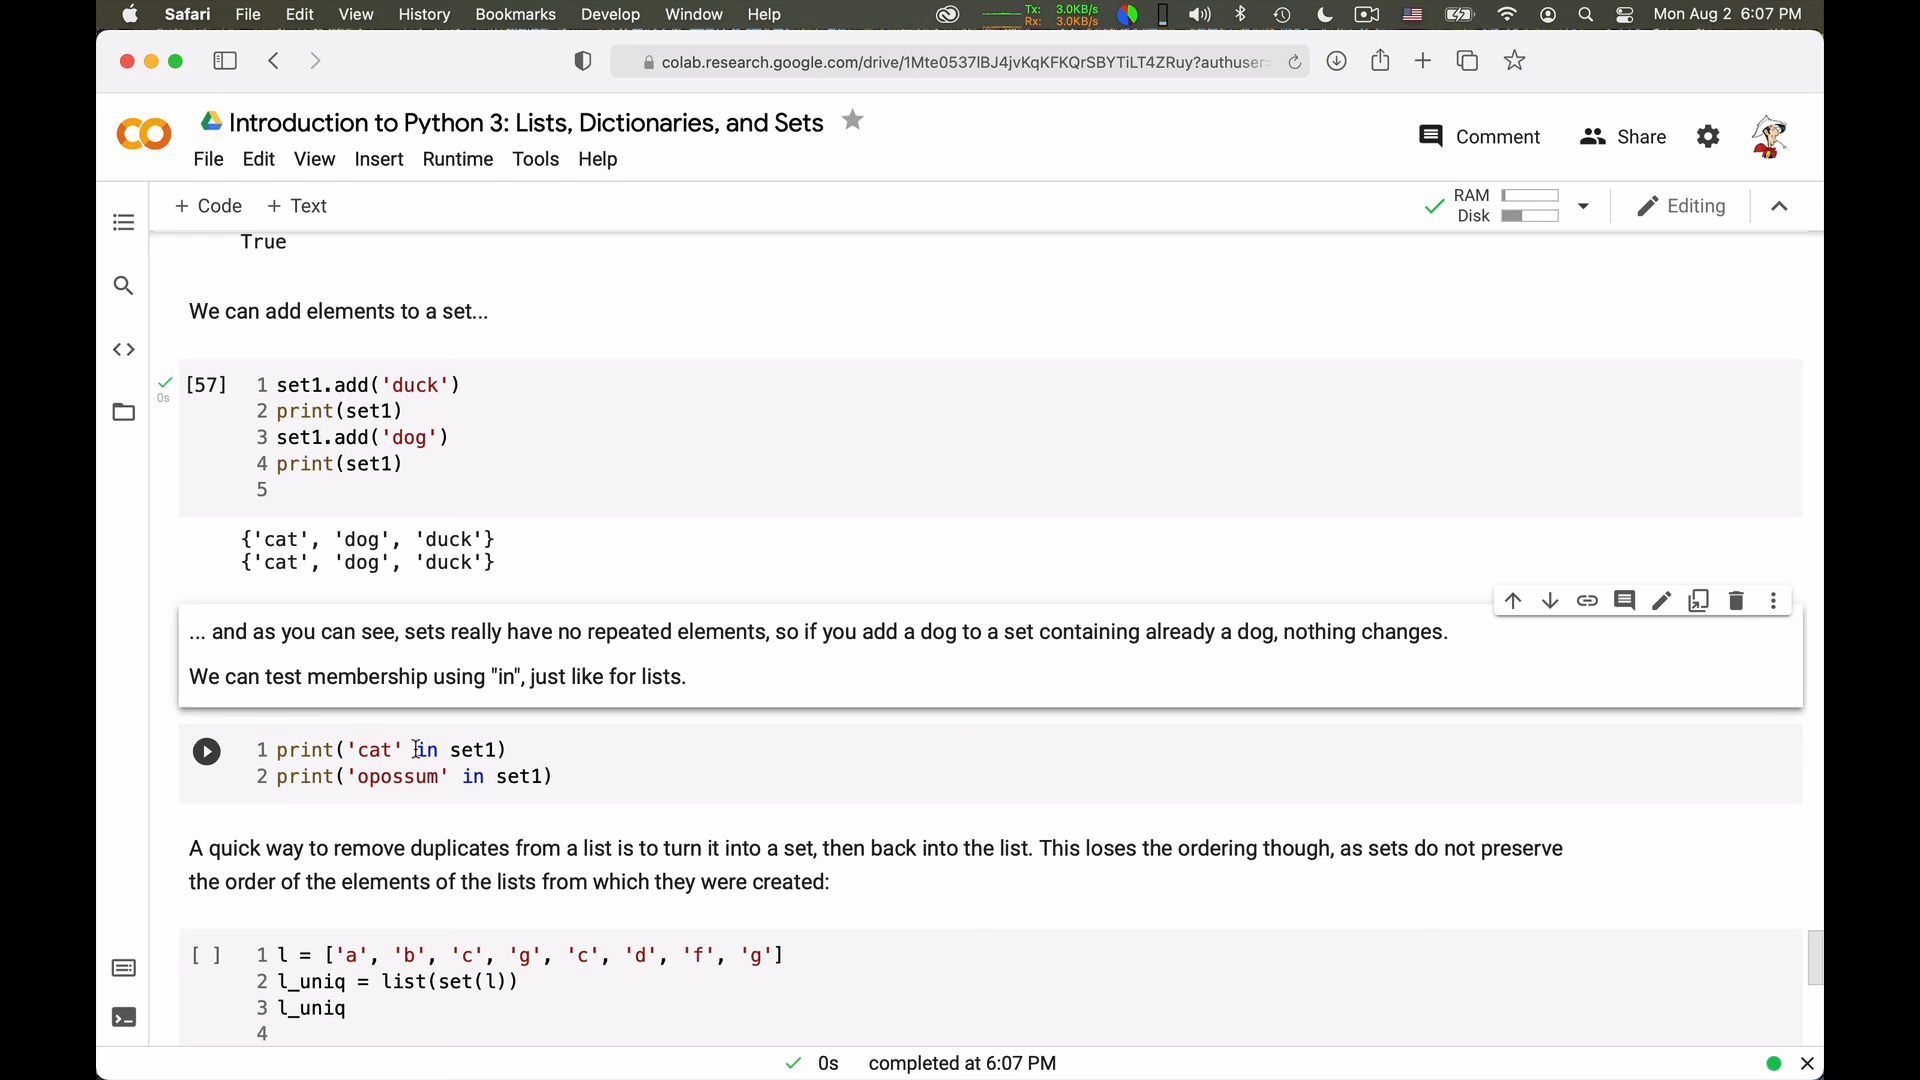 Safari File Edit View History Bookmarks Develop Window Help Tx: 3.0KB/s Mon Aug 2 6:07 PM
Rx: 3.0KB/s
colab.research.google.com/drive/1Mte0537lBJ4jvKqKFKQrSBYTiLT4ZRuy?authuser=
Introduction to Python 3: Lists, Dictionaries, and Sets
Comment Share
File Edit View Insert Runtime Tools Help
+ Code + Text RAM Editing
Disk
True
We can add elements to a set...
[57] 1 set1.add('duck')
0s
2 print(set1)
3 set1.add('dog')
4 print(set1)
5
{'cat', 'dog', 'duck'}
{'cat', 'dog', 'duck'}
... and as you can see, sets really have no repeated elements, so if you add a dog to a set containing already a dog, nothing changes.
We can test membership using "in", just like for lists.
1 print('cat' in set1)
2 print('opossum' in set1)
A quick way to remove duplicates from a list is to turn it into a set, then back into the list. This loses the ordering though, as sets do not preserve
the order of the elements of the lists from which they were created:
[ ] 1 l = ['a', 'b', 'c', 'g', 'c', 'd', 'f', 'g']
2 l_uniq = list(set(l))
3 l_uniq
4
0s completed at 6:07 PM